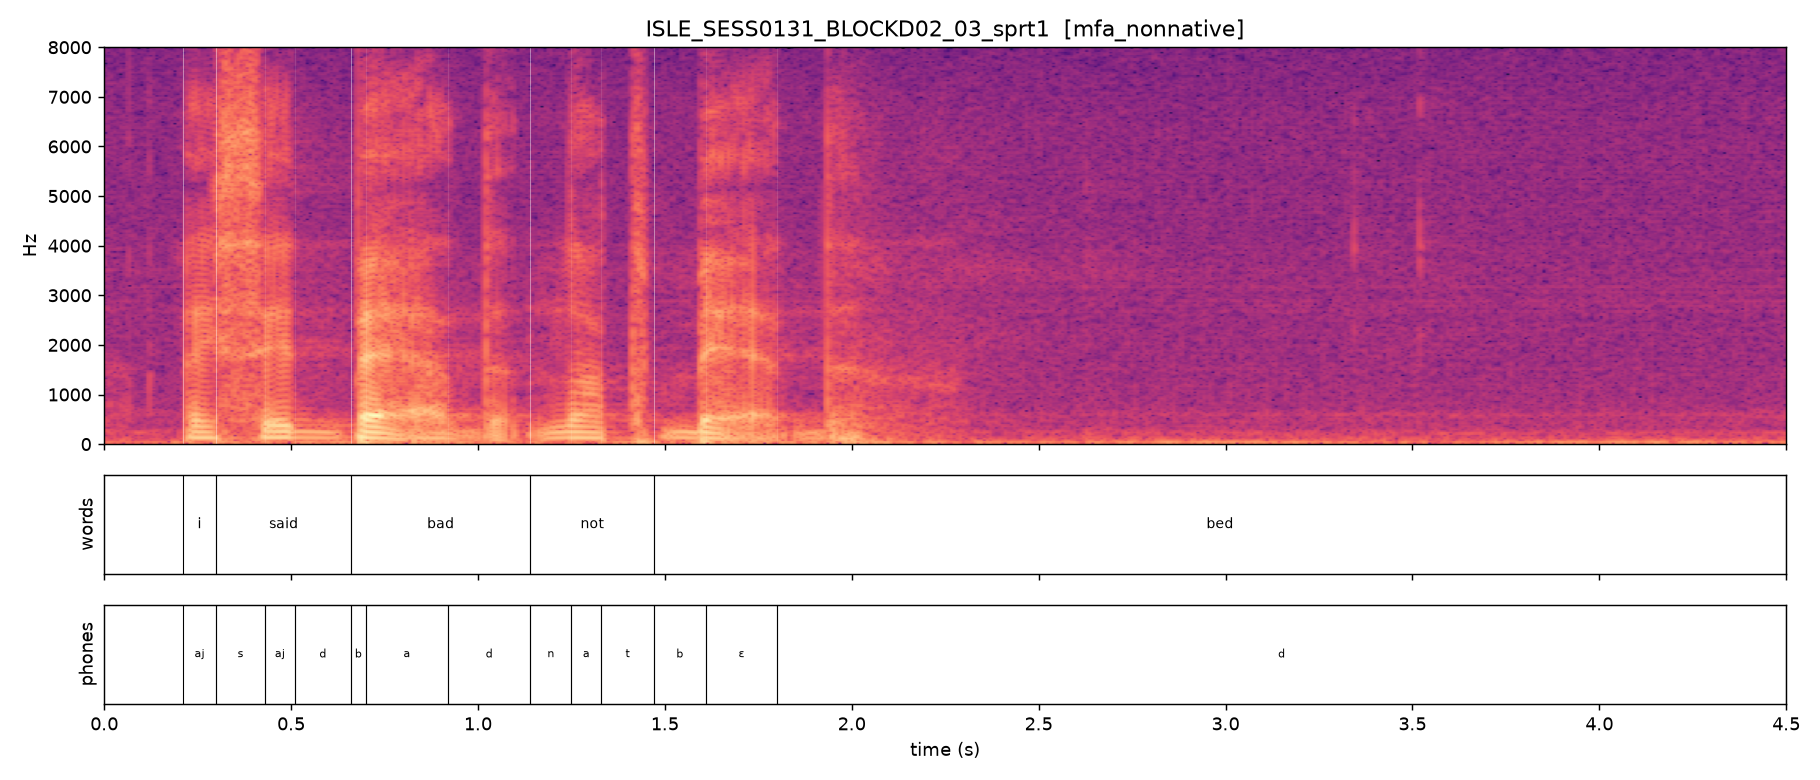 ISLE_SESS0131_BLOCKD02_03_sprt1 [mfa_nonnative]
8000
7000
6000
5000
4000
3000
2000
1000
0
Hz
words
i said bad not bed
phones
aj s aj d b a d n a t b ɛ d
0.0 0.5 1.0 1.5 2.0 2.5 3.0 3.5 4.0 4.5
time (s)